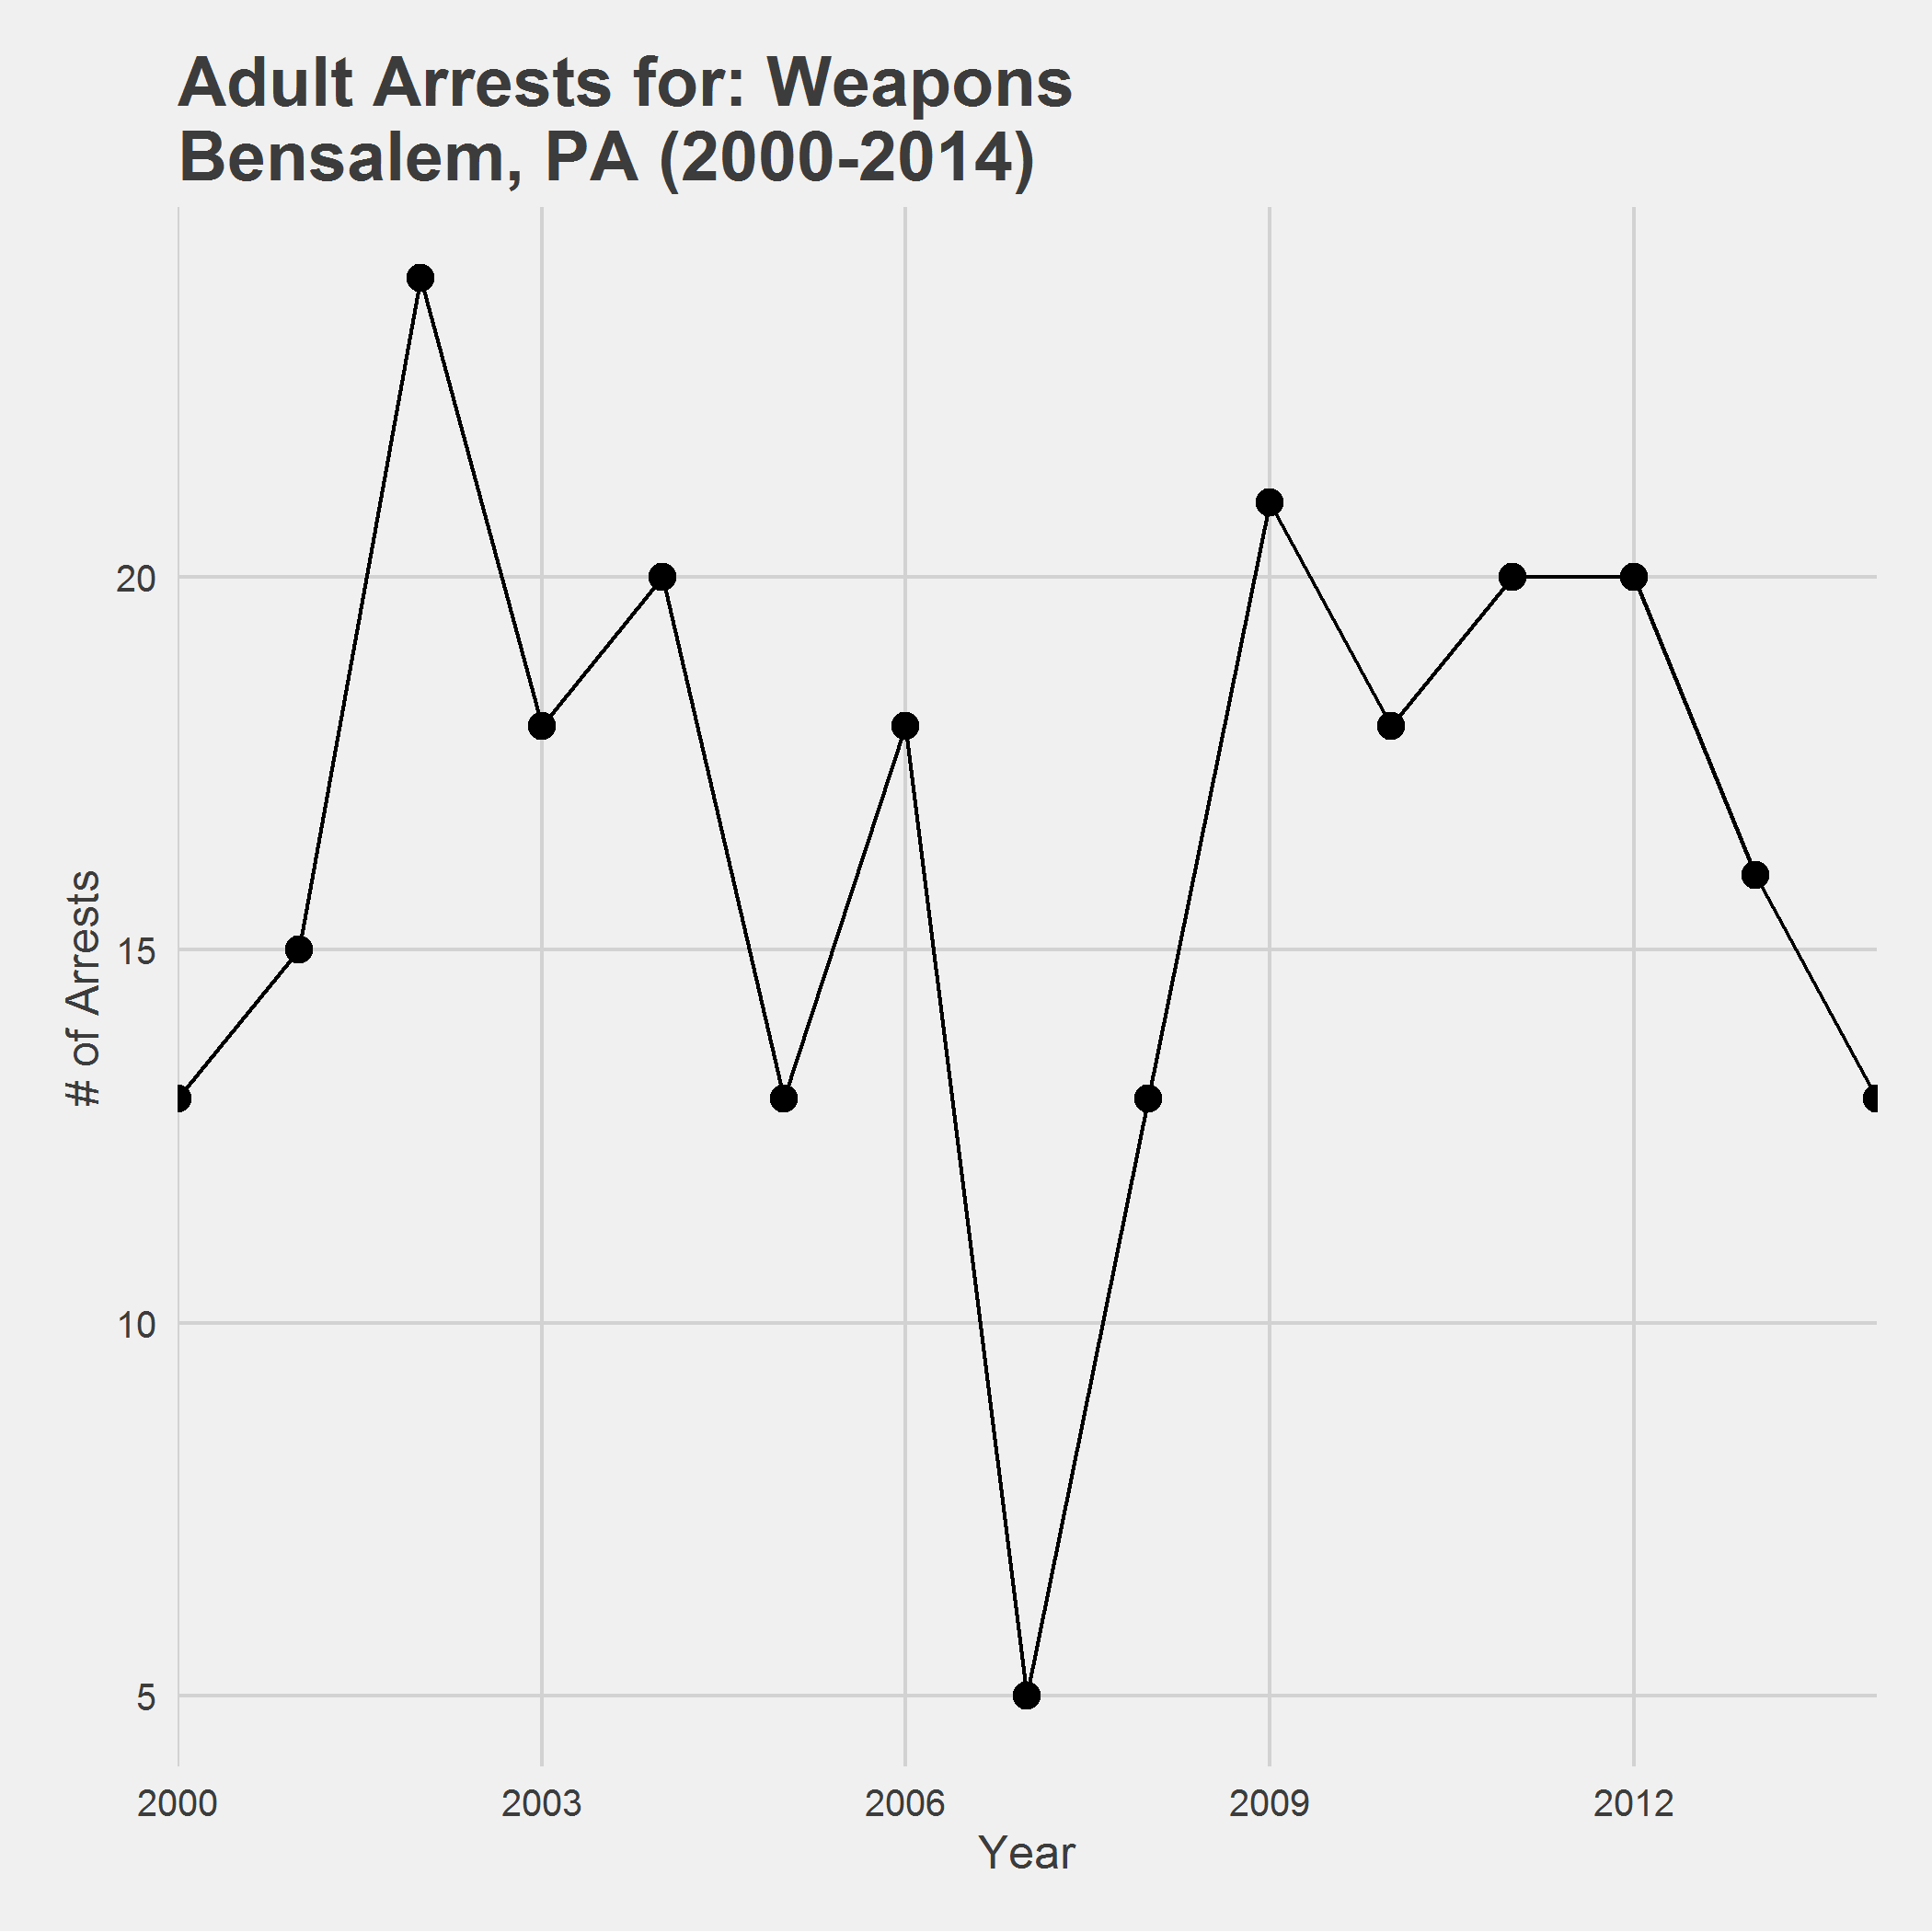 Adult Arrests for: Weapons
Bensalem, PA (2000-2014)
# of Arrests
20
15
10
5
2000 2003 2006 2009 2012
Year